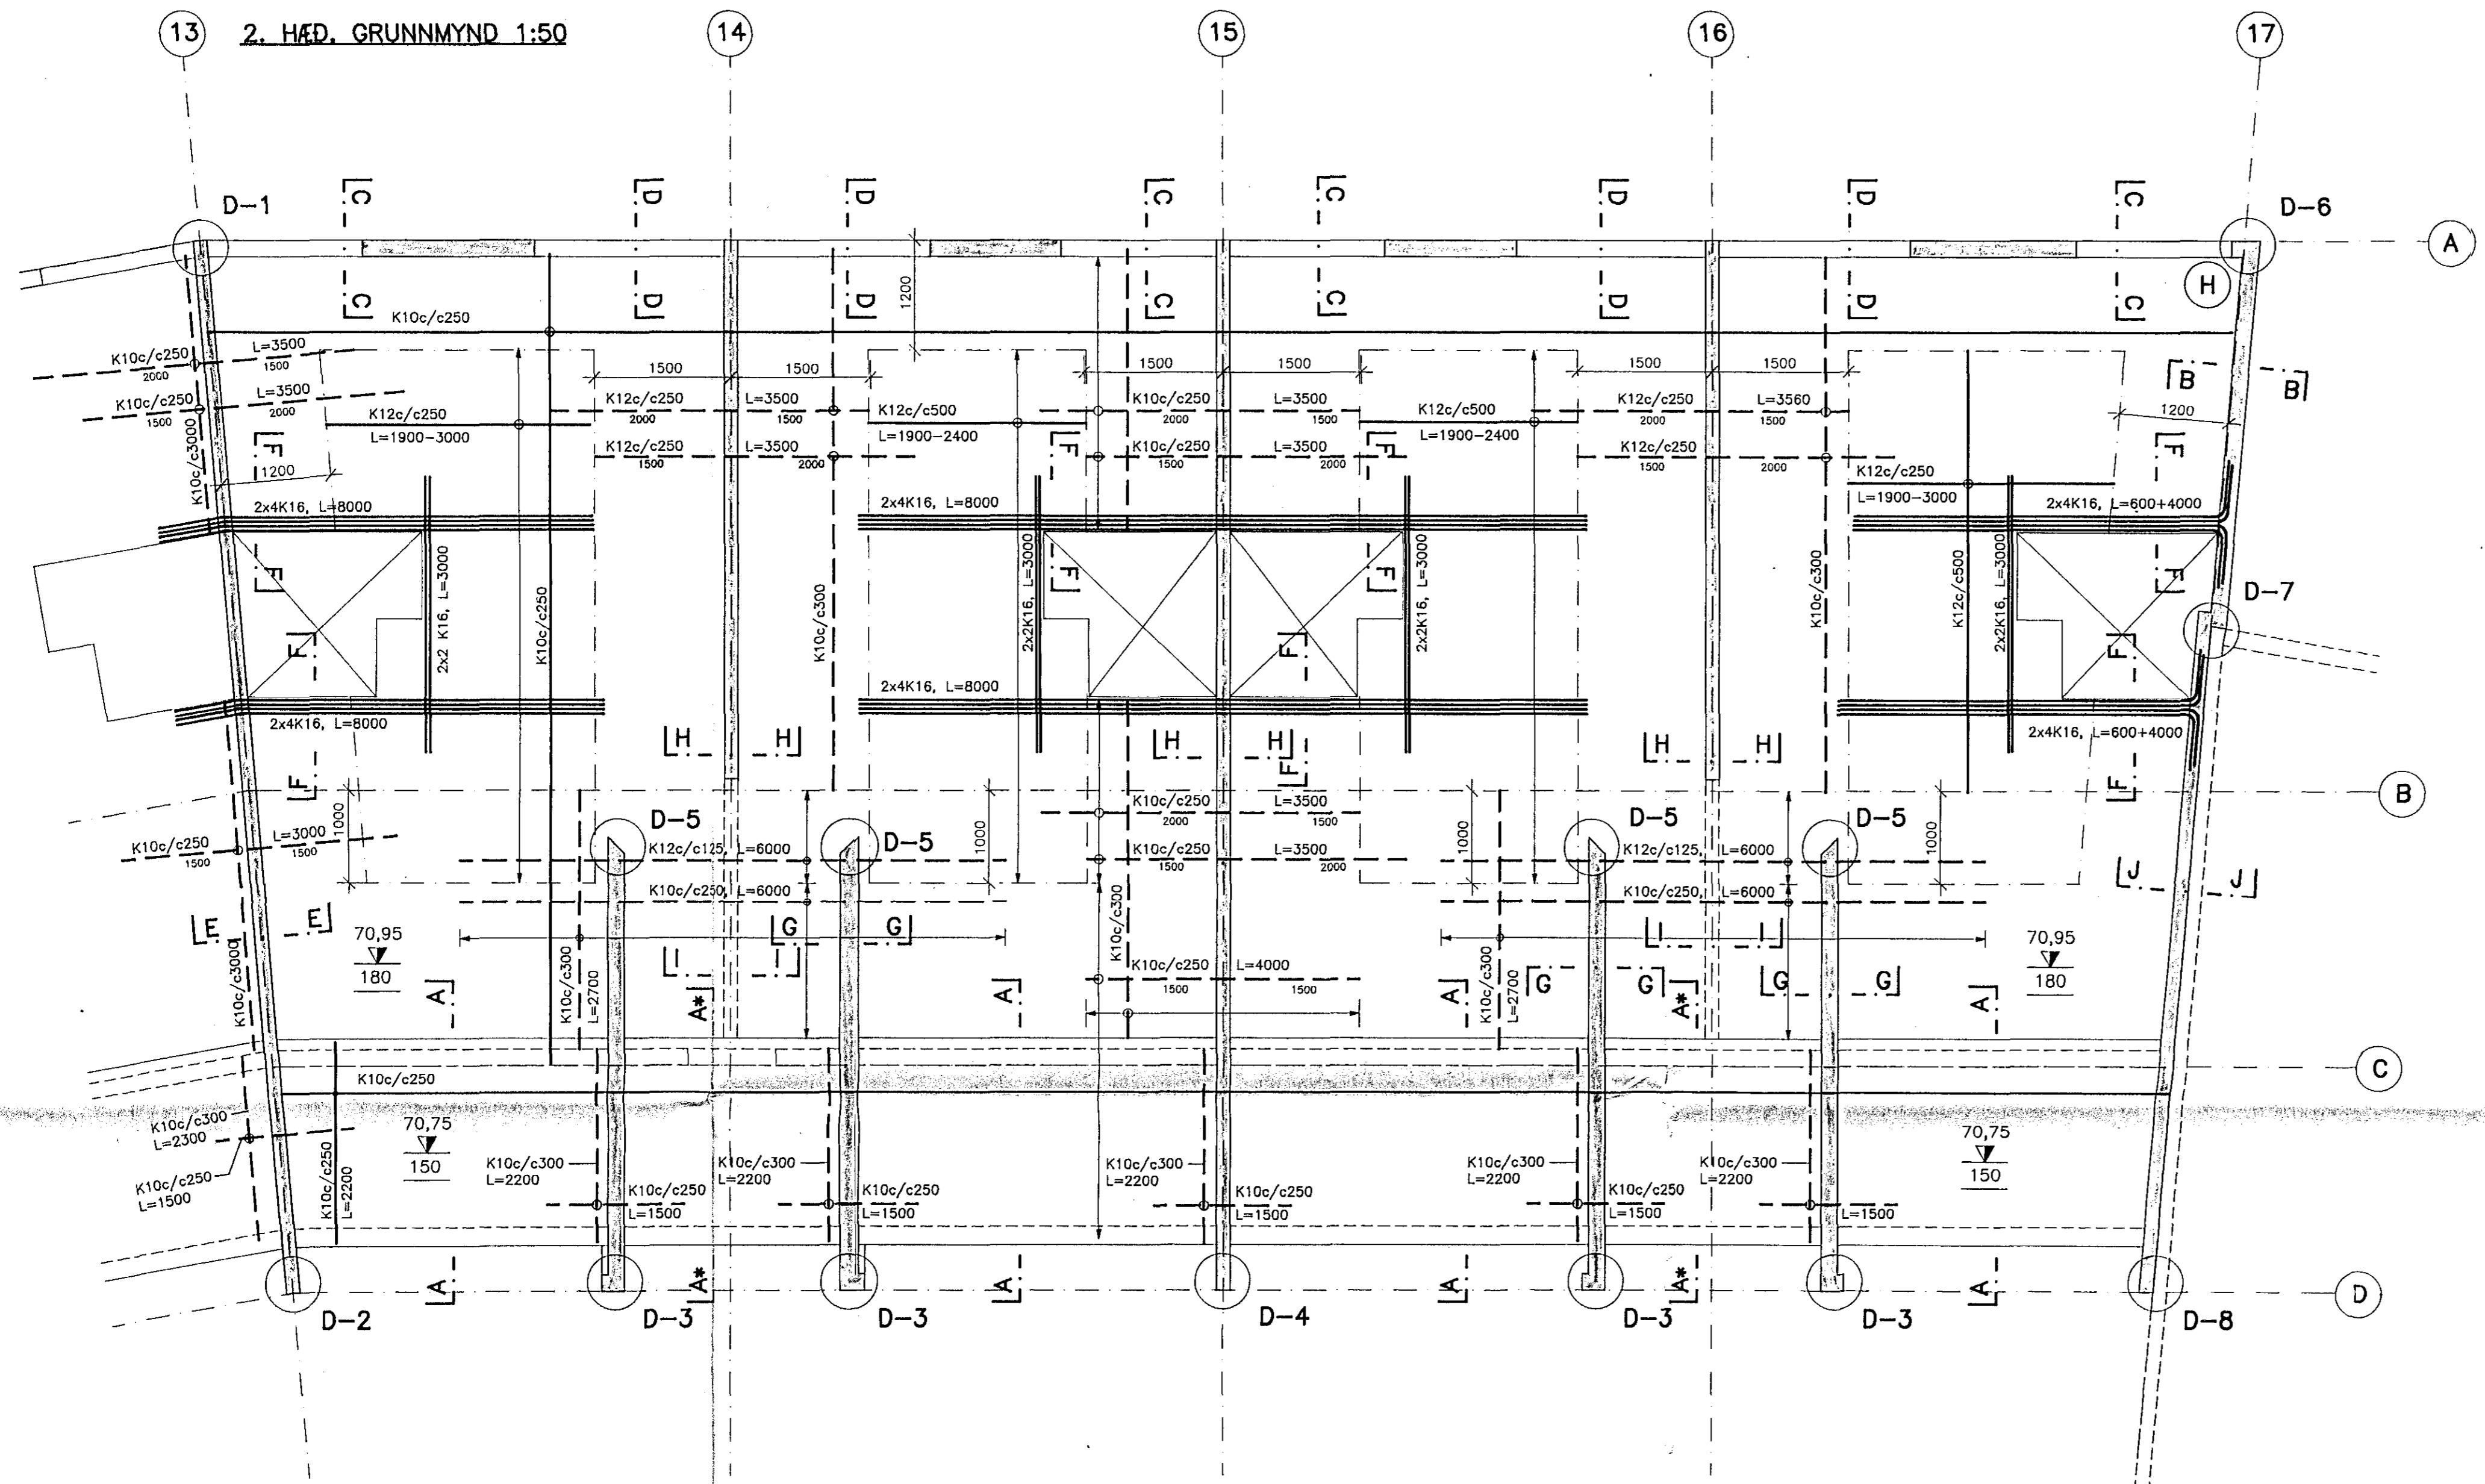 13
2. HÆÐ. GRUNNMYND 1:50
14
15
16
17
C
D
D
C
C
D
D
C
D-1
D-6
A
C
D
D
C
C
D
D
C
H
1200
K10c/c250
K10c/c250
2000
L=3500
1500
K10c/c250
1500
L=3500
2000
K10c/c3000
1500
1500
1500
1500
1500
1500
B
B
1200
K12c/c250
2000
L=3500
1500
K10c/c250
2000
L=3500
1500
K12c/c250
2000
L=3560
1500
K12c/c250
L=1900-3000
K12c/c500
L=1900-2400
K12c/c500
L=1900-2400
K12c/c250
1500
L=3500
2000
K10c/c250
1500
L=3500
2000
K12c/c250
1500
2000
K12c/c250
L=1900-3000
F
F
F
F
1200
2x4K16, L=8000
2x4K16, L=8000
2x4K16, L=600+4000
F
F
F
F
2x2 K16, L=3000
K10c/c250
K10c/c300
2x2K16, L=3000
2x2K16, L=3000
K10c/c300
K12c/c500
2x2K16, L=3000
D-7
F
F
F
2x4K16, L=8000
2x4K16, L=8000
2x4K16, L=600+4000
H
H
H
H
H
H
F
F
F
B
1000
1000
1000
1000
K10c/c250
1500
L=3000
1500
D-5
D-5
D-5
D-5
K10c/c250
2000
L=3500
1500
K12c/c125, L=6000
K10c/c250
1500
L=3500
2000
K12c/c125, L=6000
K10c/c250, L=6000
K10c/c250, L=6000
J
J
E
E
G
G
I
I
K10c/c3000
70,95
180
K10c/c300
L=2700
I
I
K10c/c300
K10c/c250
1500
L=4000
1500
K10c/c300
L=2700
G
G
G
G
70,95
180
A
A*
A
A
A*
A
C
K10c/c250
K10c/c300
L=2300
K10c/c250
L=1500
K10c/c250
L=2200
70,75
150
70,75
150
K10c/c300
L=2200
K10c/c300
L=2200
K10c/c300
L=2200
K10c/c300
L=2200
K10c/c300
L=2200
K10c/c250
L=1500
K10c/c250
L=1500
K10c/c250
L=1500
K10c/c250
L=1500
L=1500
A
A*
A
A
A*
A
D
D-2
D-3
D-3
D-4
D-3
D-3
D-8